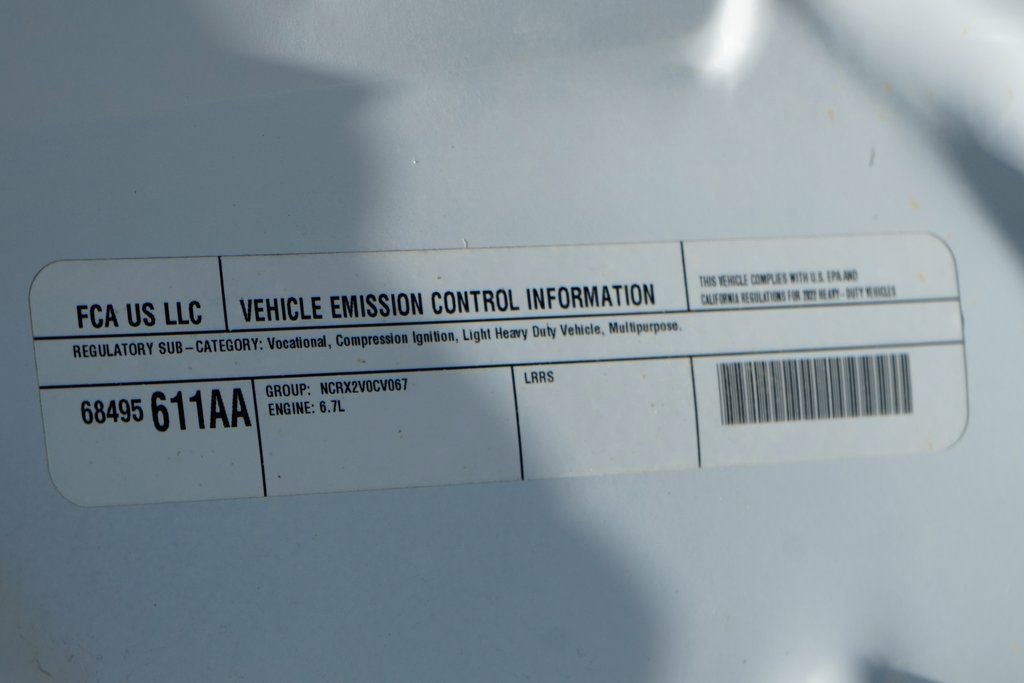 FCA US LLC
VEHICLE EMISSION CONTROL INFORMATION
THIS VEHICLE COMPLIES WITH U.S. EPA AND
CALIFORNIA REGULATIONS FOR 2022 HEAVY-DUTY VEHICLES
REGULATORY SUB-CATEGORY: Vocational, Compression Ignition, Light Heavy Duty Vehicle, Multipurpose.
68495 611AA
GROUP: NCRX2V0CV067
ENGINE: 6.7L
LRRS